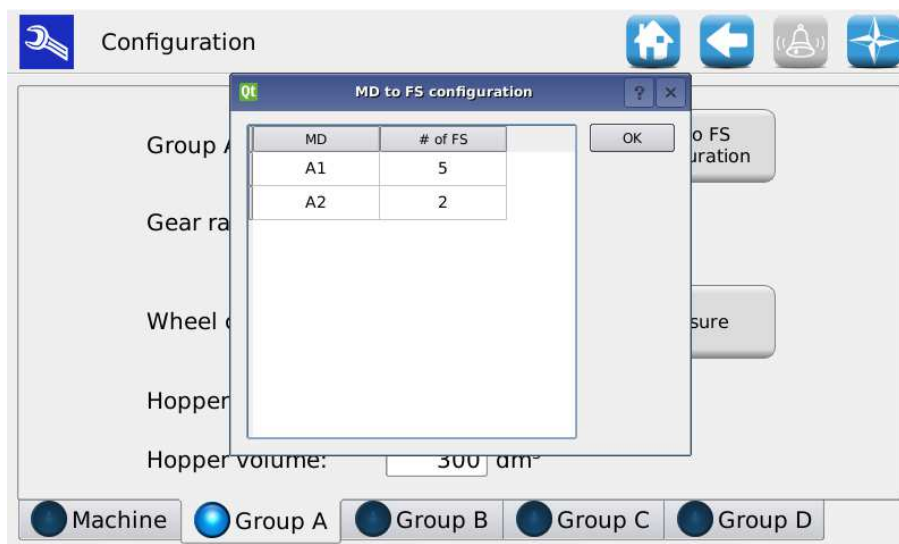 Configuration
Qt MD to FS configuration ? ×
MD # of FS
OK
A1 5
A2 2
Group
o FS
uration
Gear ra
Wheel
sure
Hopper
Hopper volume: 300 dm³
Machine Group A Group B Group C Group D